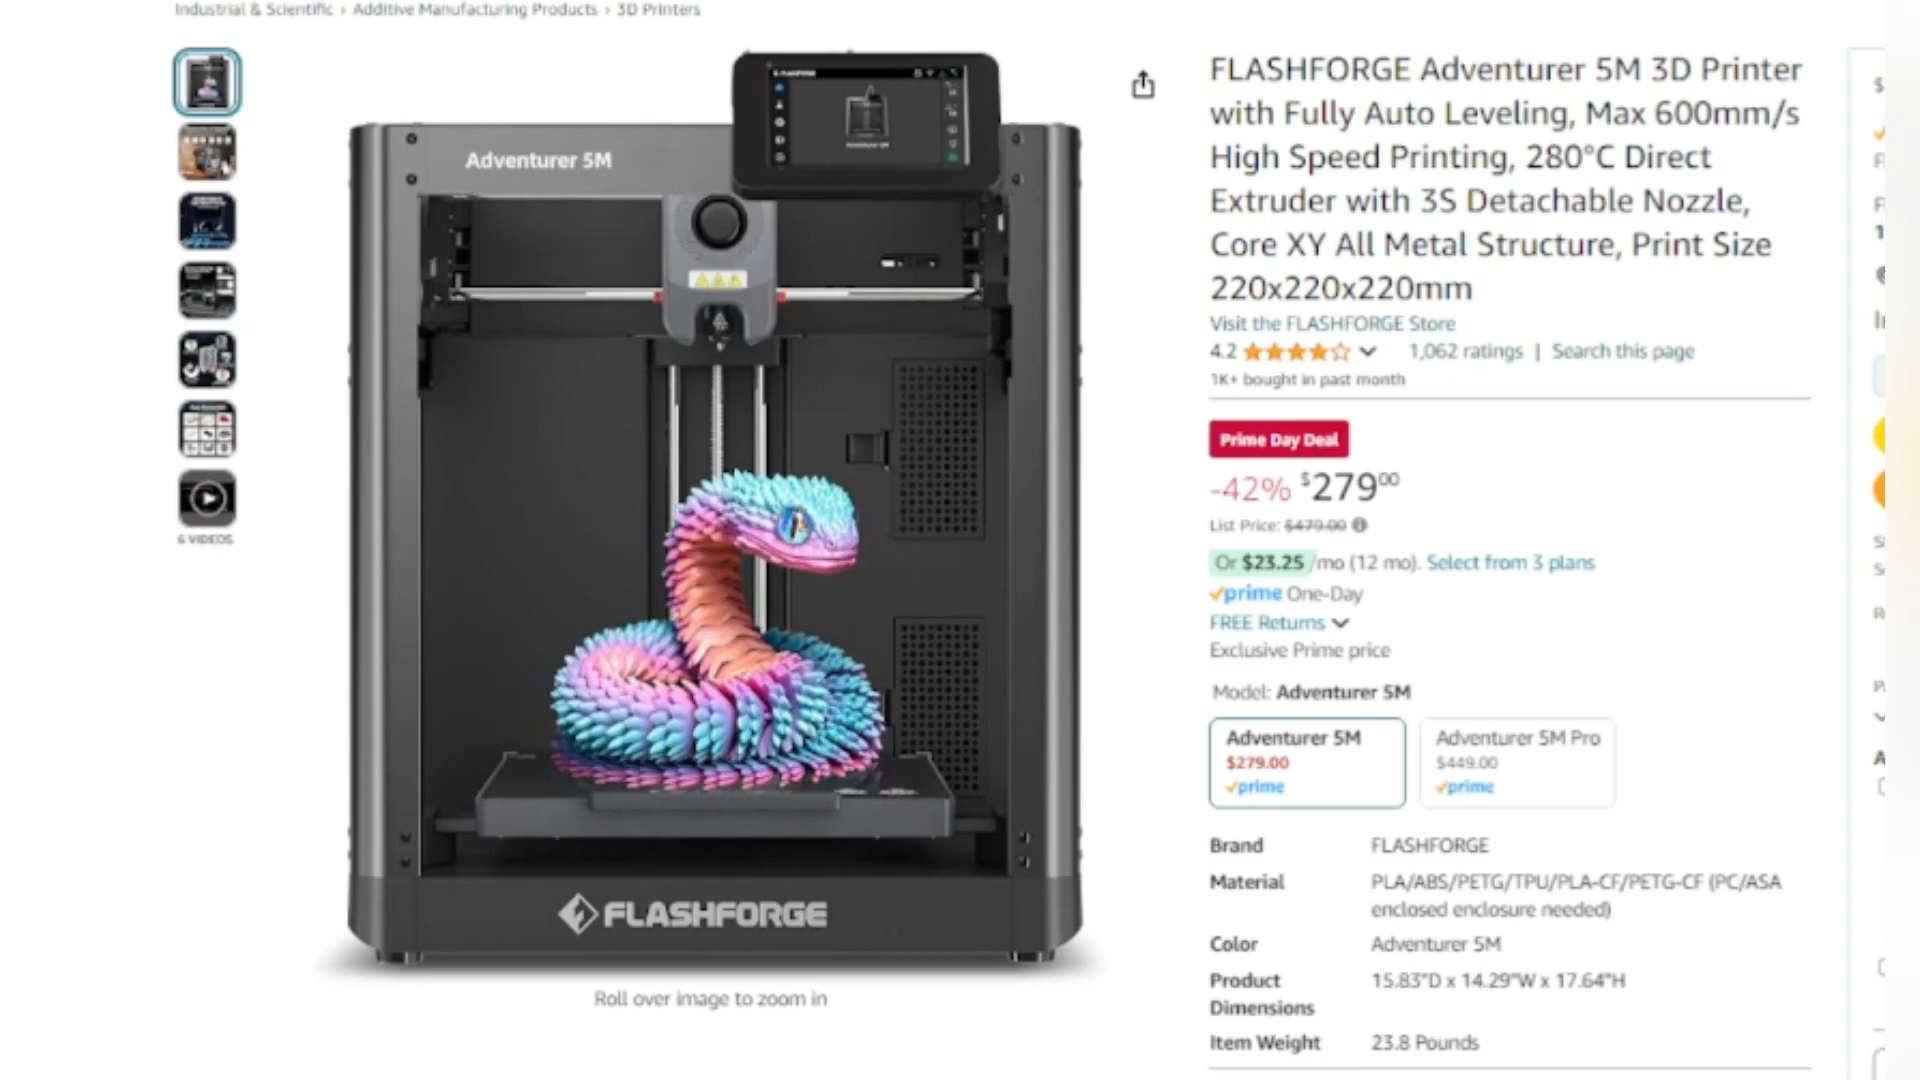 Industrial & Scientific › Additive Manufacturing Products › 3D Printers
Adventurer 5M
FLASHFORGE
6 VIDEOS
Roll over image to zoom in
FLASHFORGE Adventurer 5M 3D Printer
with Fully Auto Leveling, Max 600mm/s
High Speed Printing, 280°C Direct
Extruder with 3S Detachable Nozzle,
Core XY All Metal Structure, Print Size
220x220x220mm
Visit the FLASHFORGE Store
4.2 1,062 ratings | Search this page
1K+ bought in past month
Prime Day Deal
-42% $27900
List Price: $479.00
Or $23.25 /mo (12 mo). Select from 3 plans
prime One-Day
FREE Returns
Exclusive Prime price
Model: Adventurer 5M
Adventurer 5M
$279.00
prime
Adventurer 5M Pro
$449.00
prime
Brand FLASHFORGE
Material PLA/ABS/PETG/TPU/PLA-CF/PETG-CF (PC/ASA
enclosed enclosure needed)
Color Adventurer 5M
Product 15.83"D x 14.29"W x 17.64"H
Dimensions
Item Weight 23.8 Pounds